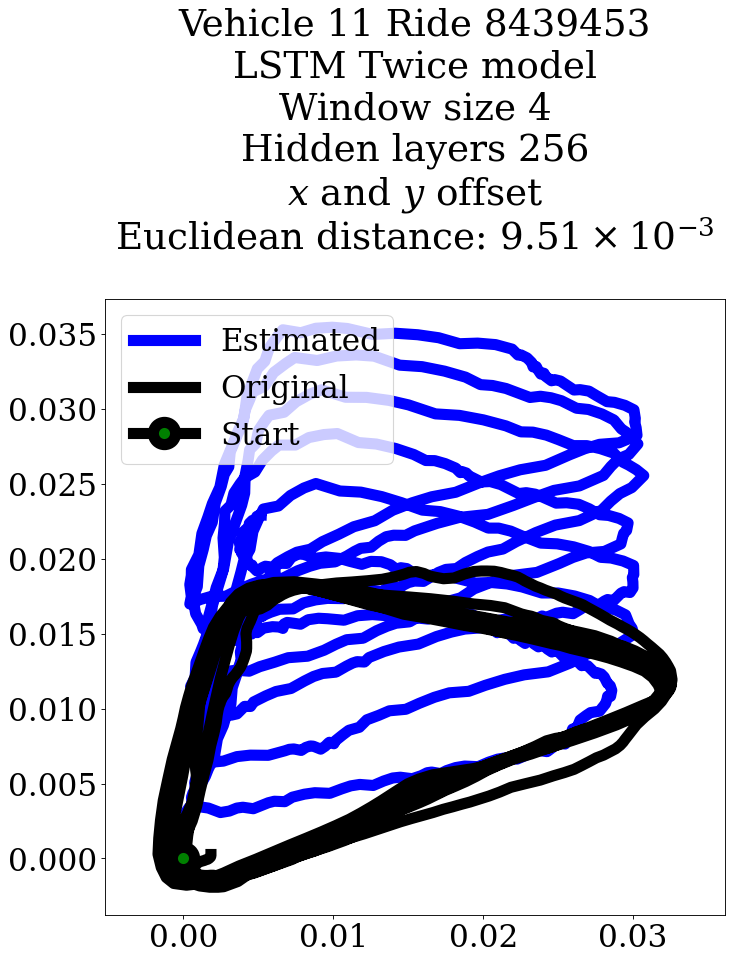 Vehicle 11 Ride 8439453
LSTM Twice model
Window size 4
Hidden layers 256
x and y offset
Euclidean distance: 9.51 × 10⁻³
Estimated
Original
Start
0.035
0.030
0.025
0.020
0.015
0.010
0.005
0.000
0.00 0.01 0.02 0.03